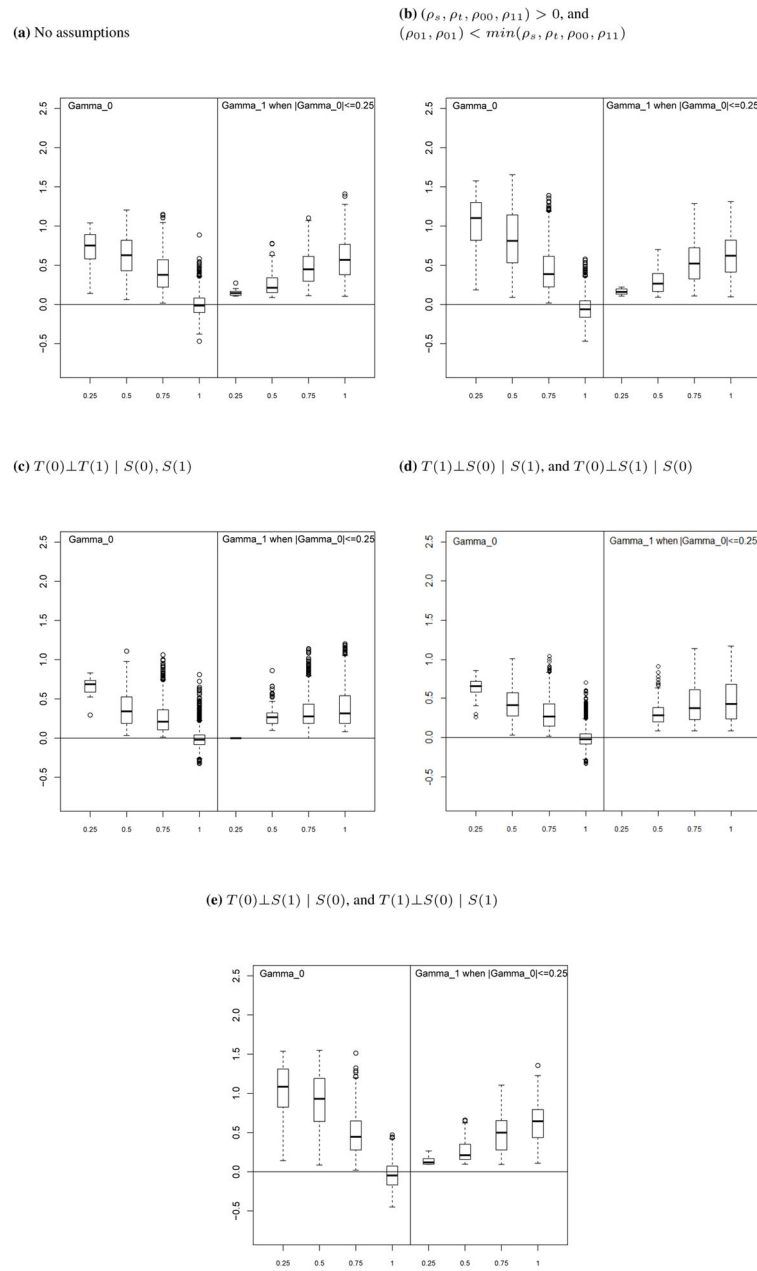 (a) No assumptions
(b) (ρs, ρt, ρ00, ρ11) > 0, and
(ρ01, ρ01) < min(ρs, ρt, ρ00, ρ11)
Gamma_0
Gamma_1 when |Gamma_0|<=0.25
2.5
2.0
1.5
1.0
0.5
0.0
−0.5
0.25 0.5 0.75 1 0.25 0.5 0.75 1
Gamma_0
Gamma_1 when |Gamma_0|<=0.25
2.5
2.0
1.5
1.0
0.5
0.0
−0.5
0.25 0.5 0.75 1 0.25 0.5 0.75 1
(c) T(0)⊥T(1) | S(0), S(1)
(d) T(1)⊥S(0) | S(1), and T(0)⊥S(1) | S(0)
Gamma_0
Gamma_1 when |Gamma_0|<=0.25
2.5
2.0
1.5
1.0
0.5
0.0
−0.5
0.25 0.5 0.75 1 0.25 0.5 0.75 1
Gamma_0
Gamma_1 when |Gamma_0|<=0.25
2.5
2.0
1.5
1.0
0.5
0.0
−0.5
0.25 0.5 0.75 1 0.25 0.5 0.75 1
(e) T(0)⊥S(1) | S(0), and T(1)⊥S(0) | S(1)
Gamma_0
Gamma_1 when |Gamma_0|<=0.25
2.5
2.0
1.5
1.0
0.5
0.0
−0.5
0.25 0.5 0.75 1 0.25 0.5 0.75 1